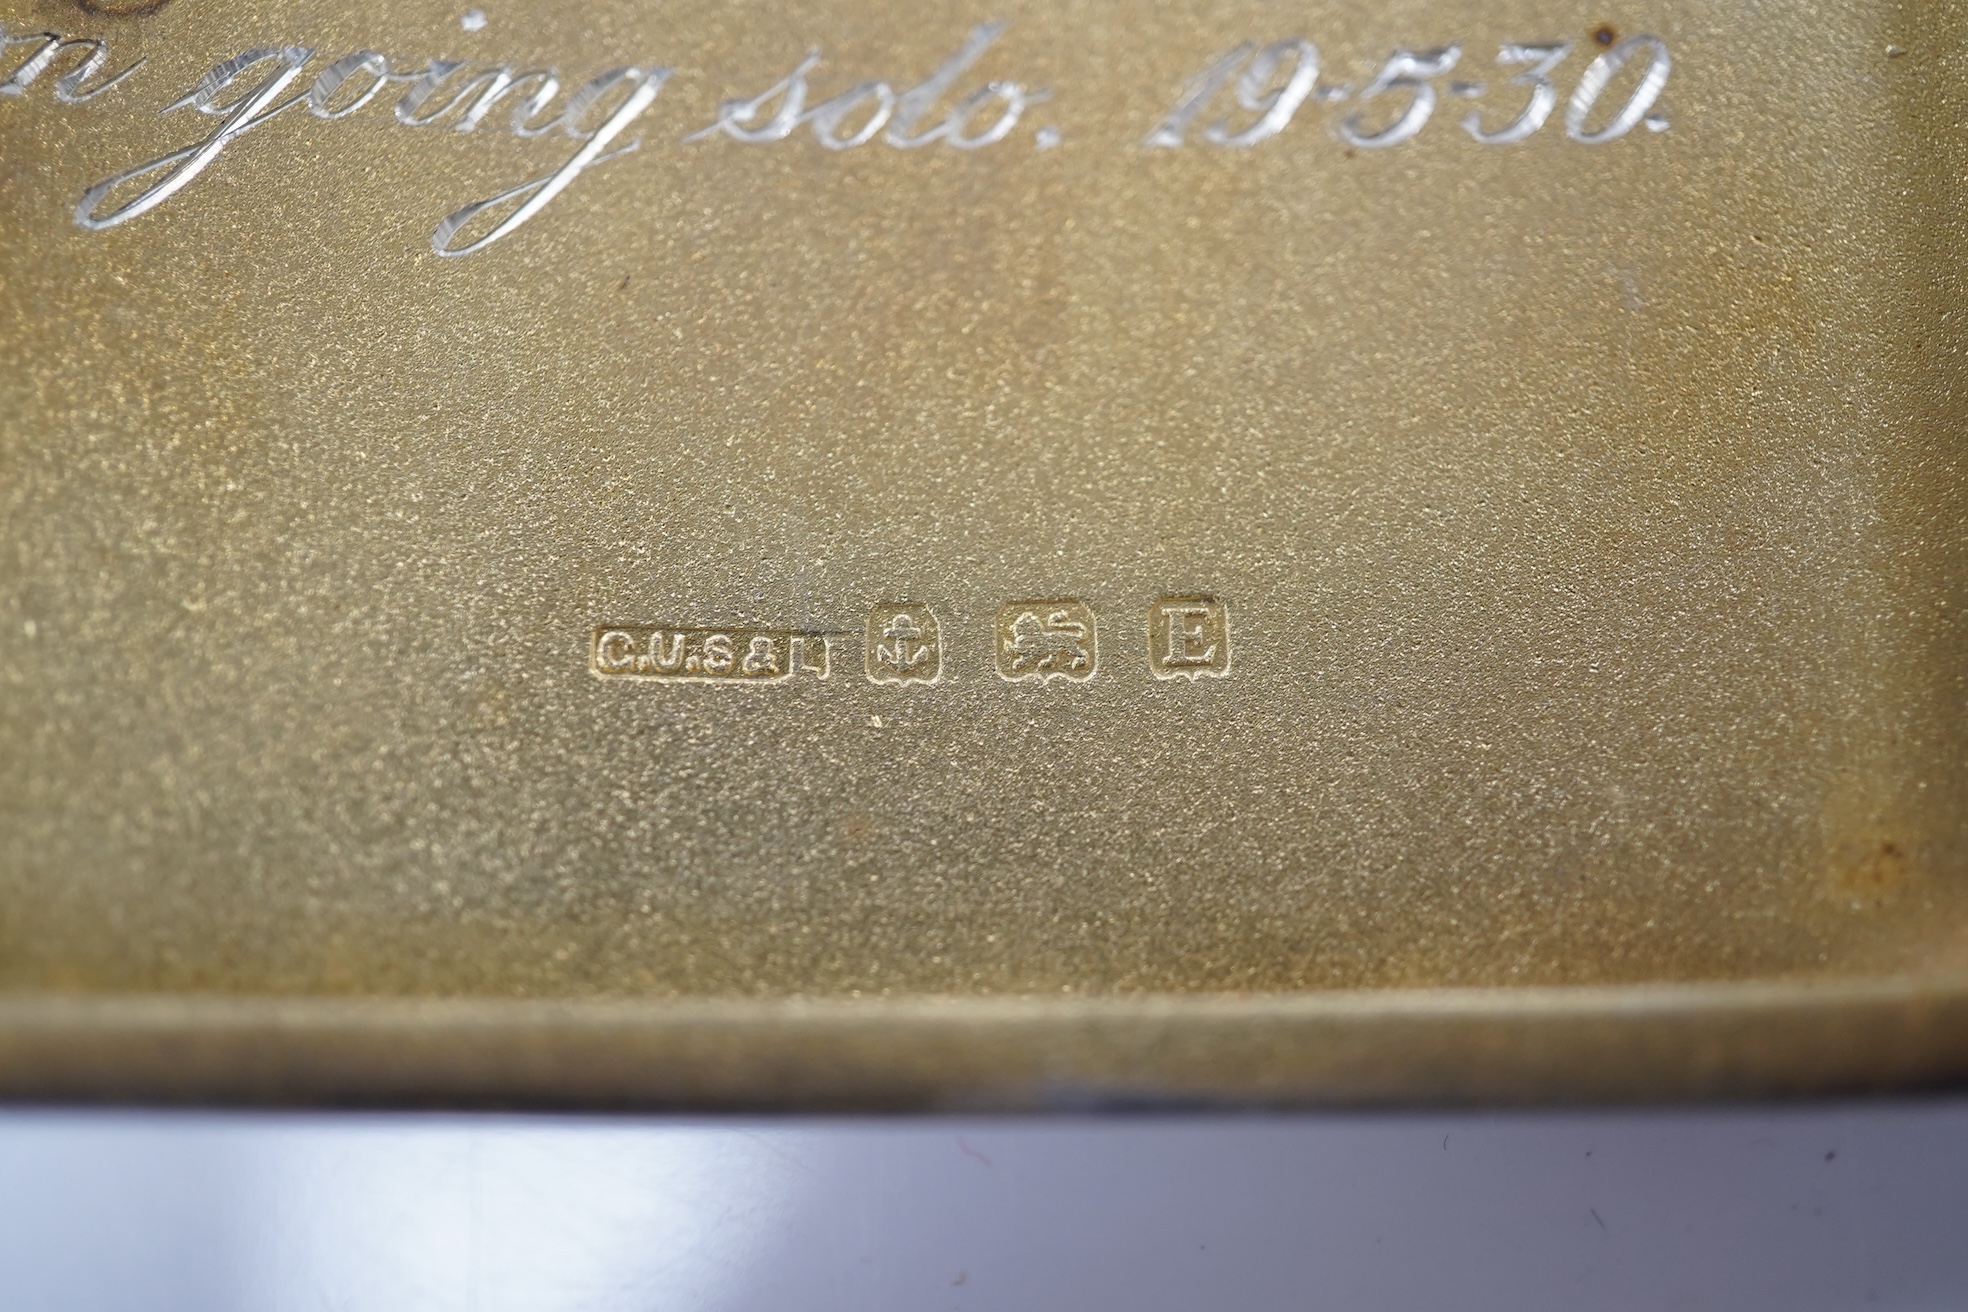 going solo. 19-5-30.
C.U.S & L E